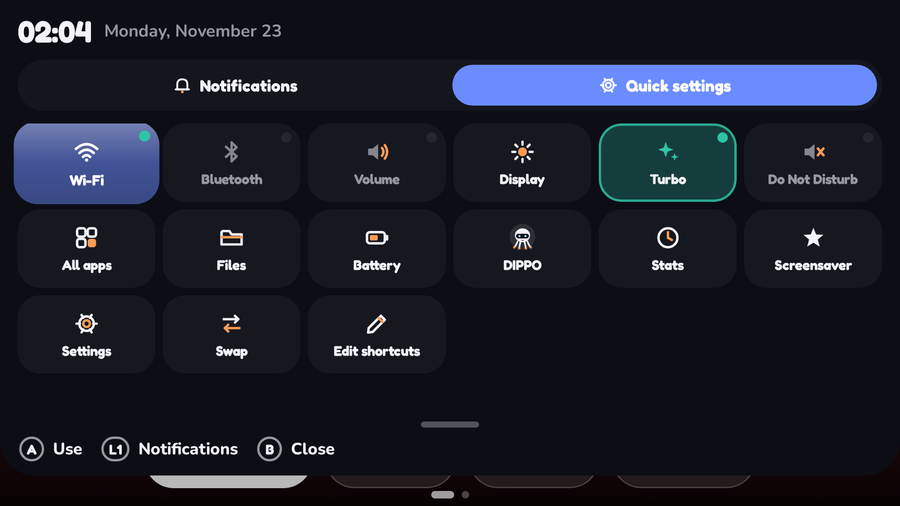 02:04 Monday, November 23
Notifications Quick settings
Wi-Fi Bluetooth Volume Display Turbo Do Not Disturb
All apps Files Battery DIPPO Stats Screensaver
Settings Swap Edit shortcuts
A Use L1 Notifications B Close